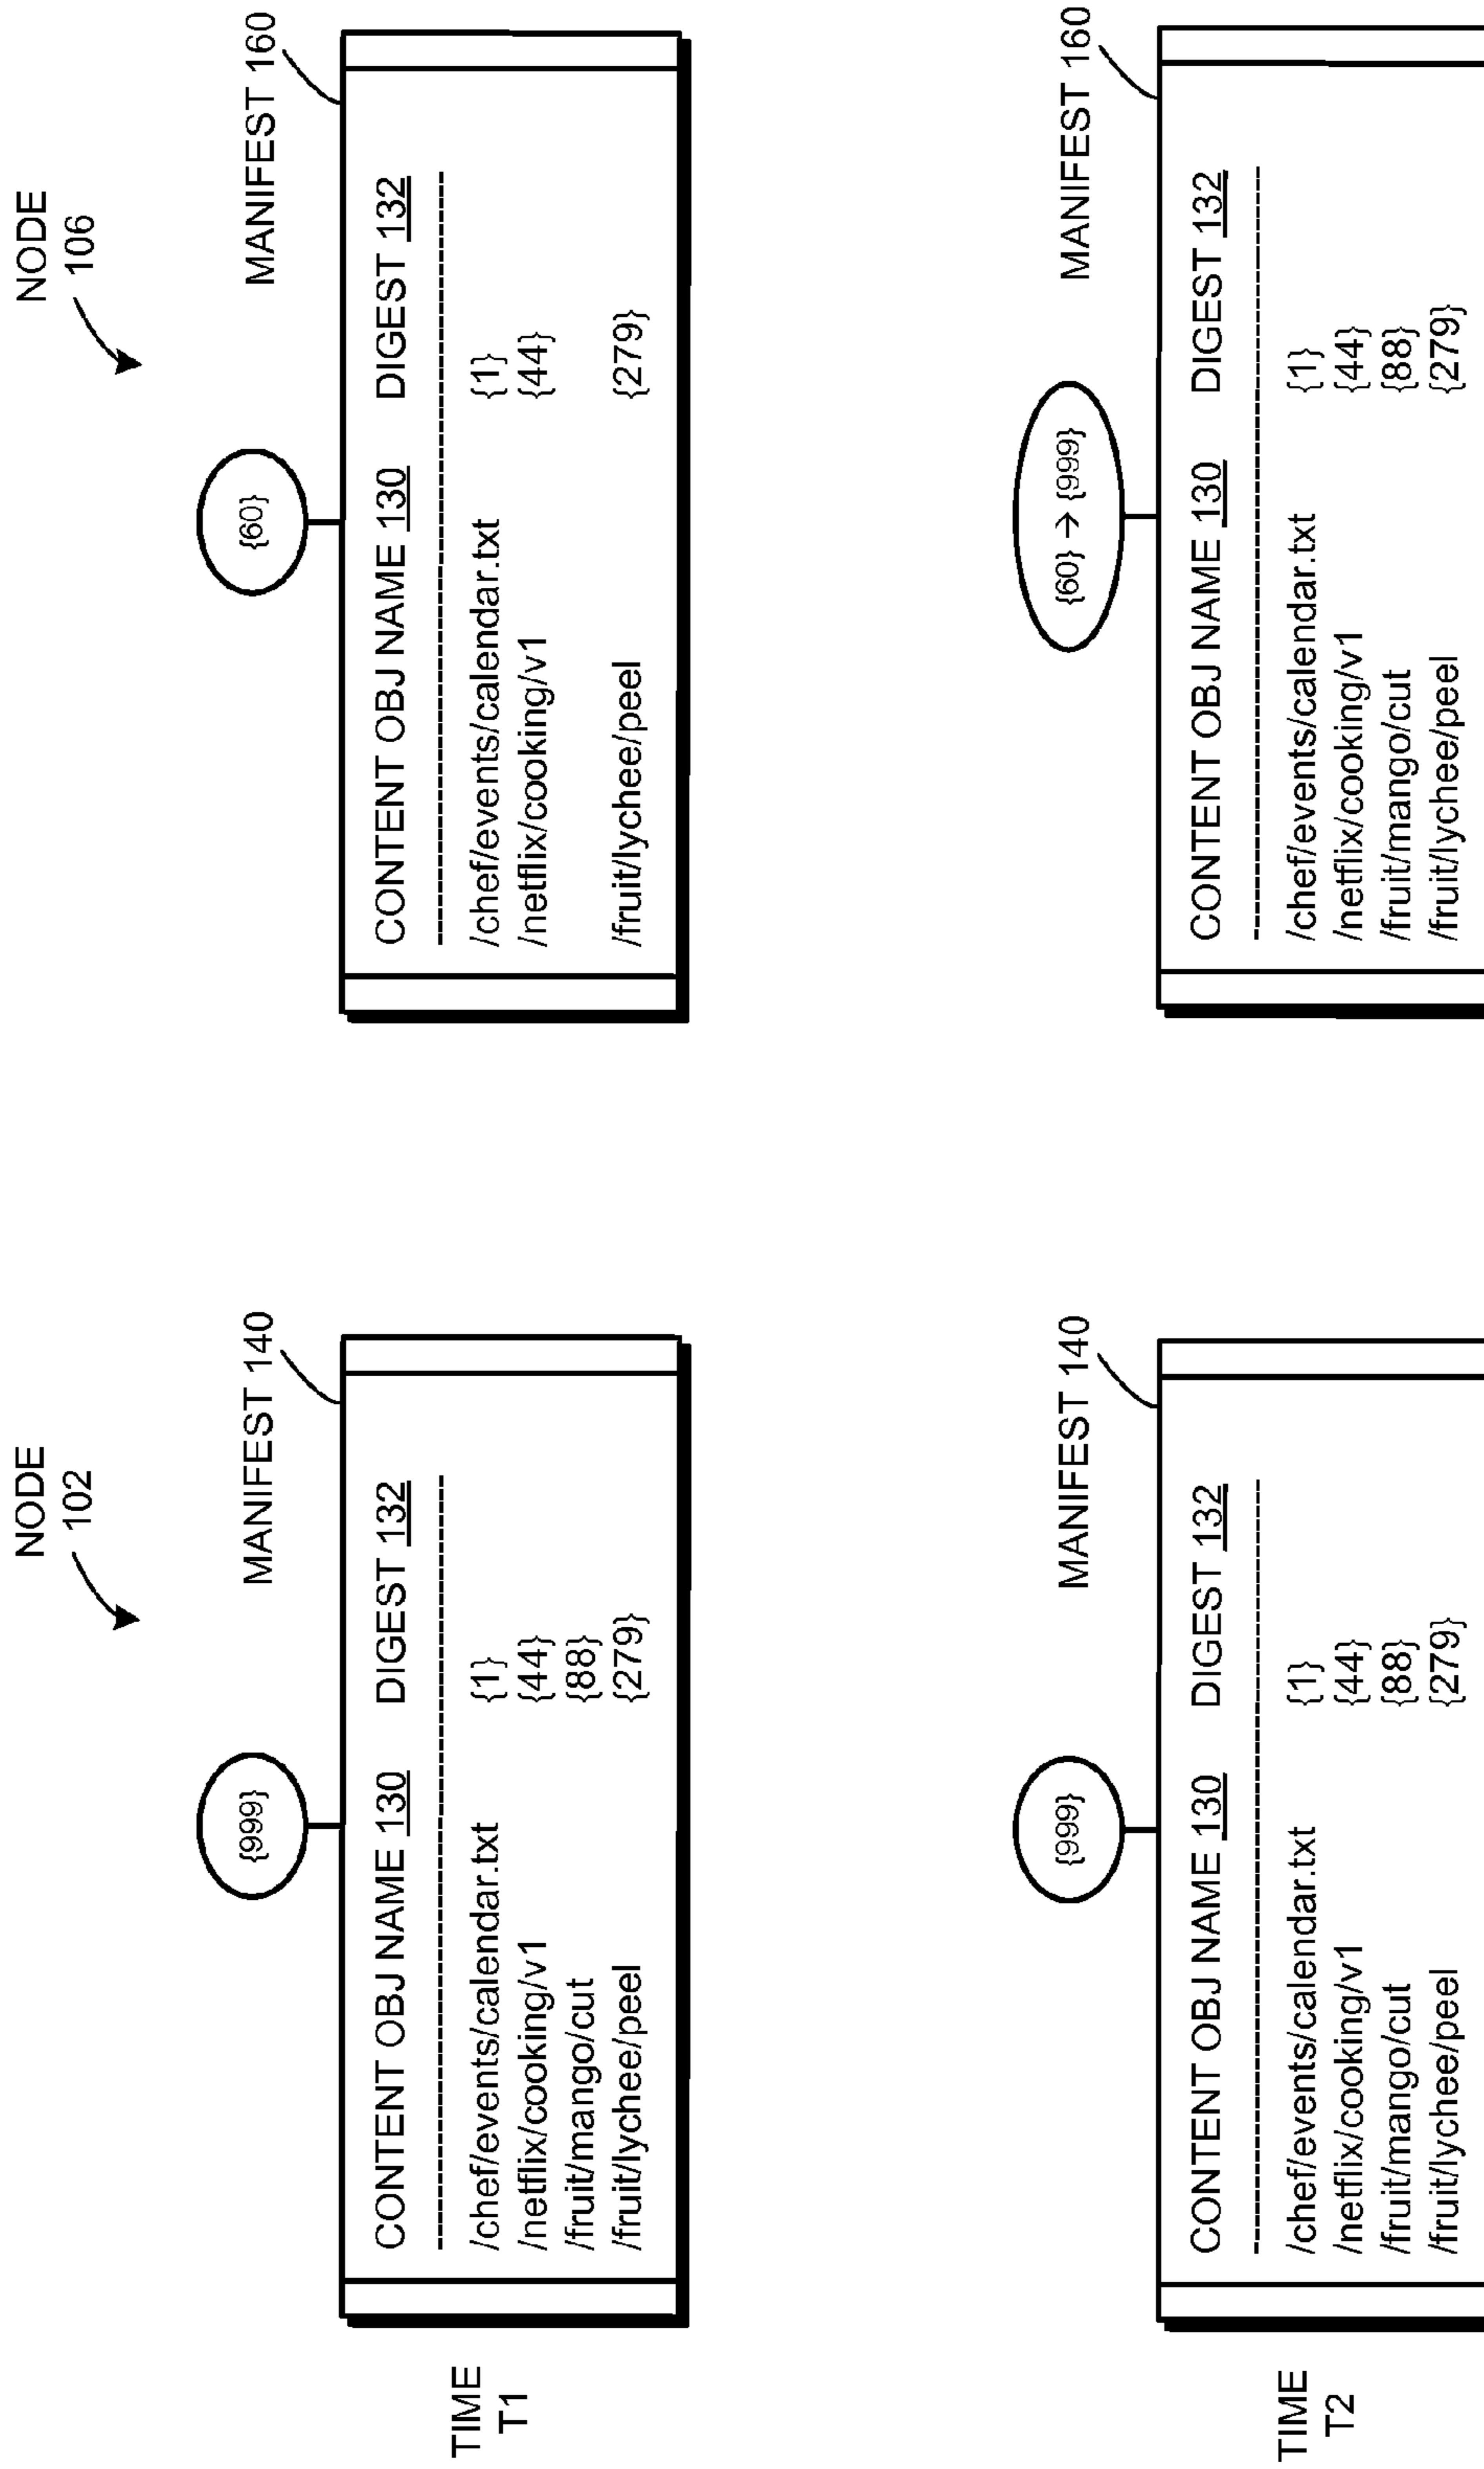 NODE
102
NODE
106
TIME
T1
MANIFEST 140
{999}
CONTENT OBJ NAME 130 DIGEST 132
/chef/events/calendar.txt {1}
/netflix/cooking/v1 {44}
/fruit/mango/cut {88}
/fruit/lychee/peel {279}
MANIFEST 160
{60}
CONTENT OBJ NAME 130 DIGEST 132
/chef/events/calendar.txt {1}
/netflix/cooking/v1 {44}
/fruit/lychee/peel {279}
TIME
T2
MANIFEST 140
{999}
CONTENT OBJ NAME 130 DIGEST 132
/chef/events/calendar.txt {1}
/netflix/cooking/v1 {44}
/fruit/mango/cut {88}
/fruit/lychee/peel {279}
MANIFEST 160
{60} → {999}
CONTENT OBJ NAME 130 DIGEST 132
/chef/events/calendar.txt {1}
/netflix/cooking/v1 {44}
/fruit/mango/cut {88}
/fruit/lychee/peel {279}